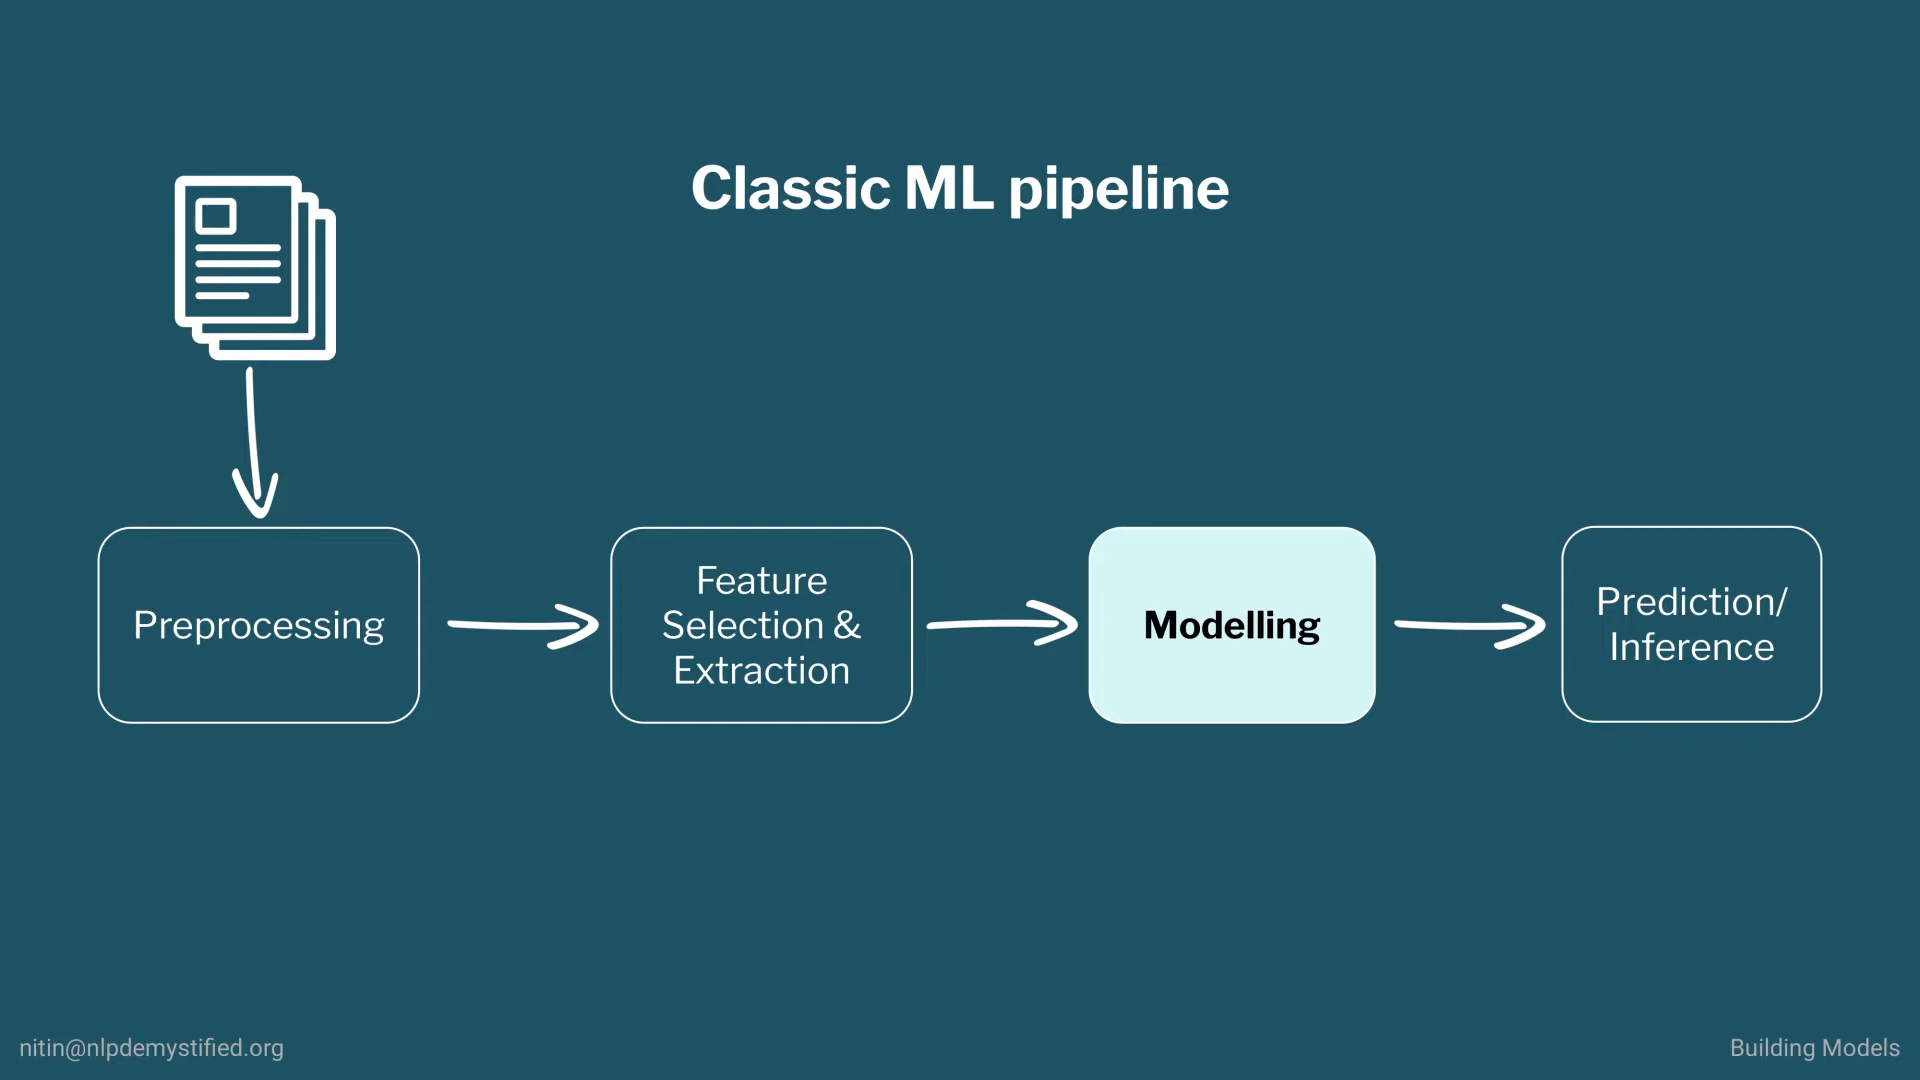 Classic ML pipeline
Preprocessing
Feature
Selection &
Extraction
Modelling
Prediction/
Inference
nitin@nlpdemystified.org
Building Models